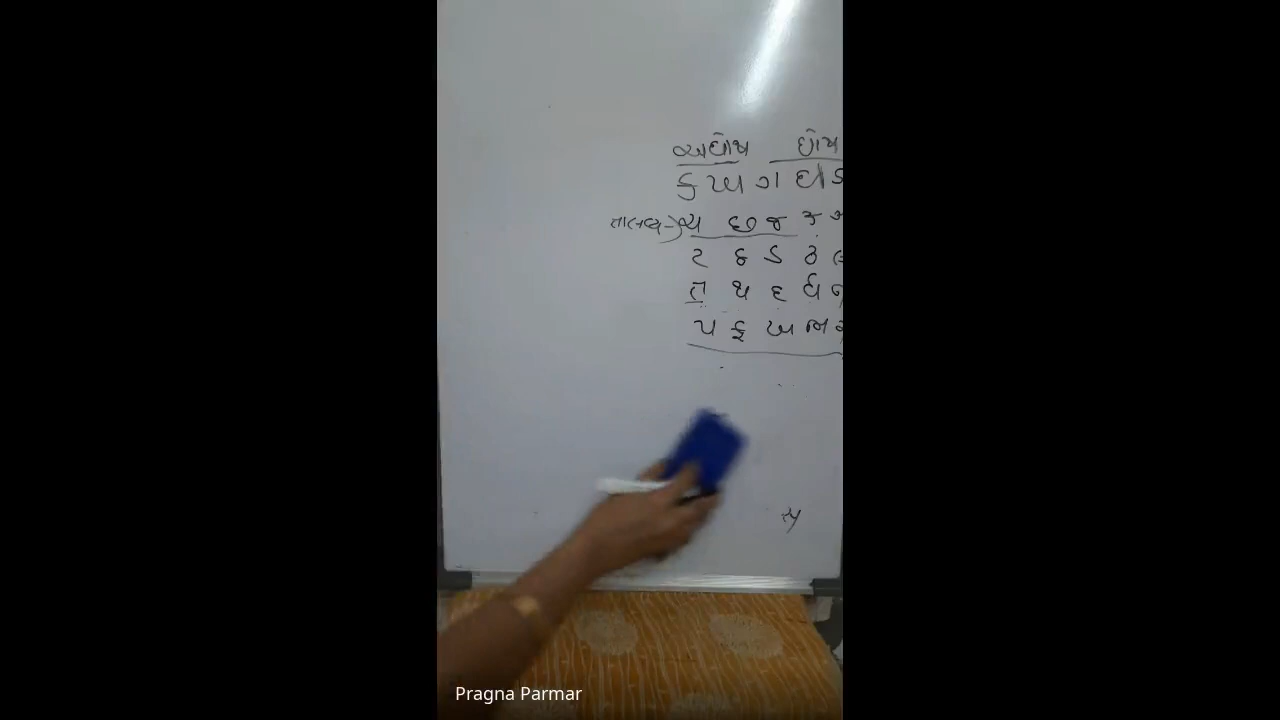 અઘોષ ઘોષ
ક ખ ગ ઘ ડ
તાલવ્ય→ચ છ જ ઝ
ટ ઠ ડ ઢ
ત થ દ ધ ન
પ ફ બ ભ મ
Pragna Parmar